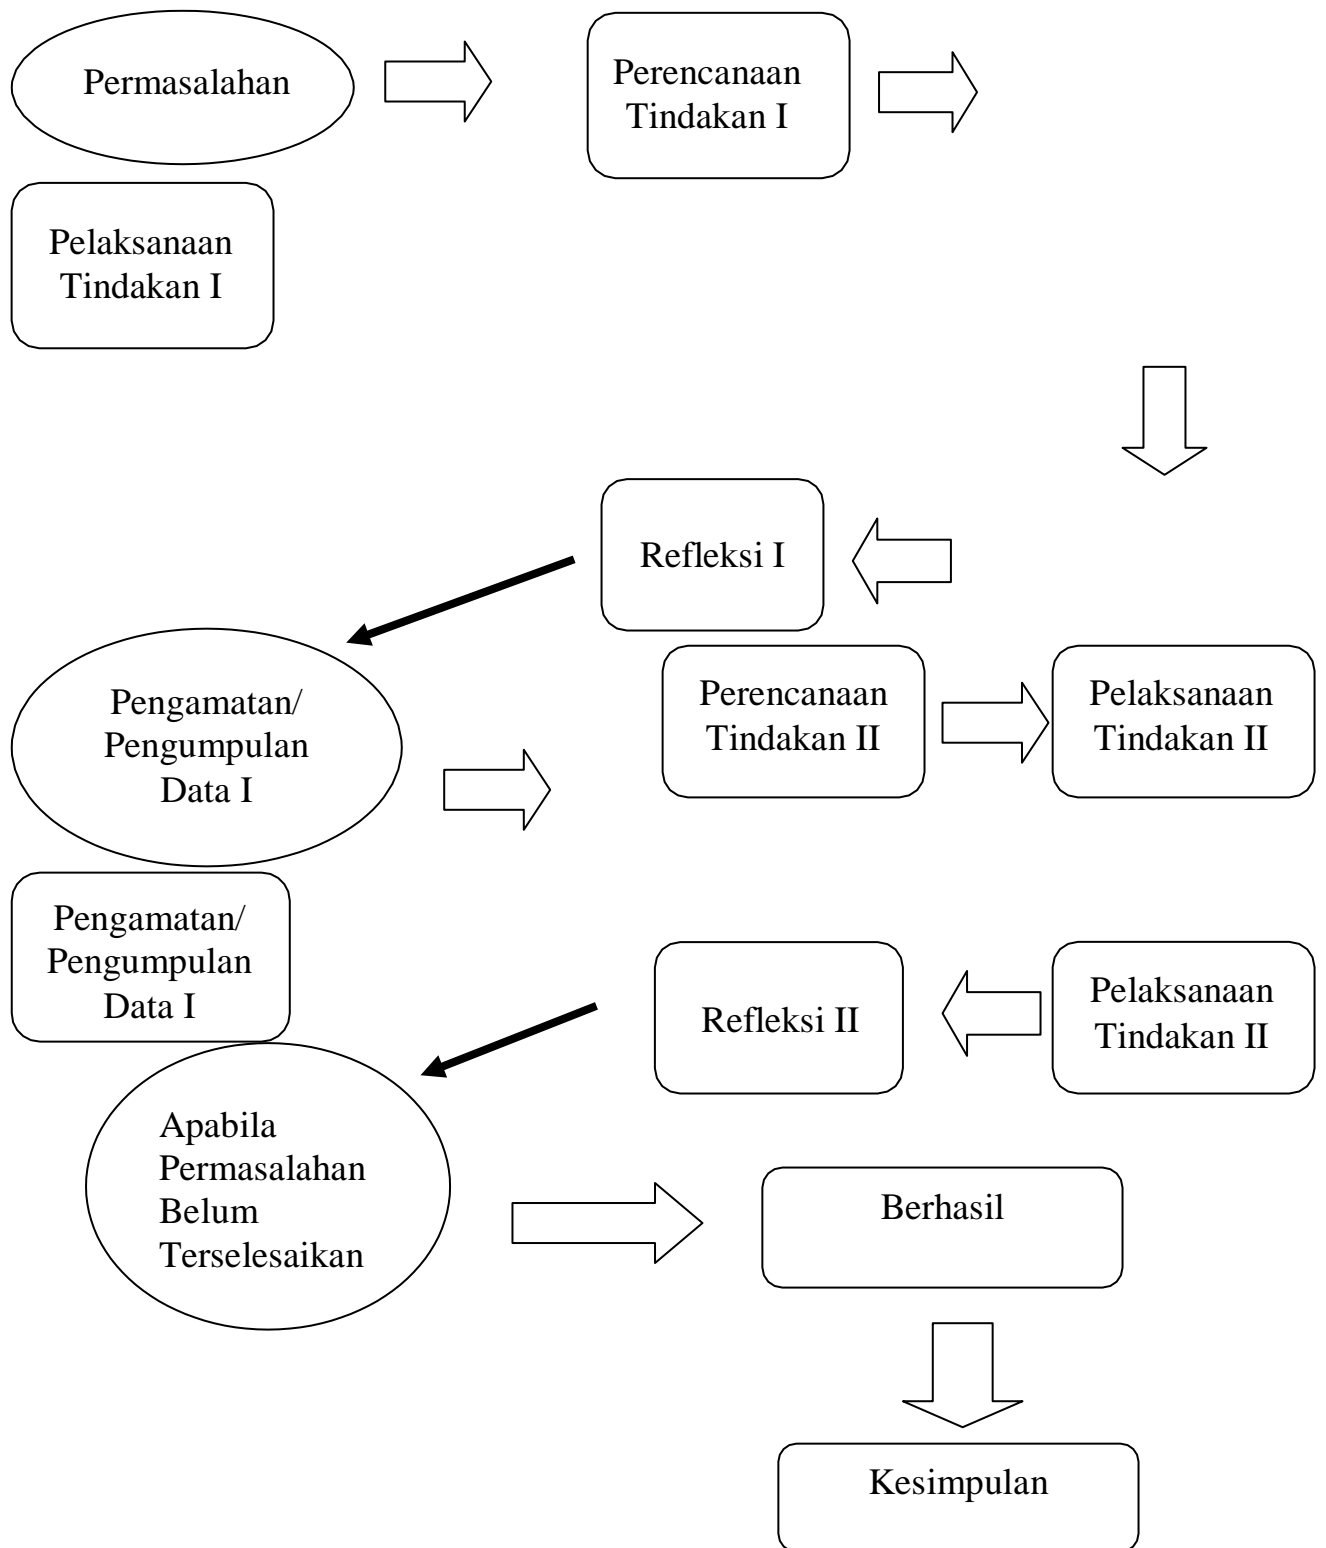 Permasalahan
Perencanaan
Tindakan I
Pelaksanaan
Tindakan I
Refleksi I
Pengamatan/
Pengumpulan
Data I
Perencanaan
Tindakan II
Pelaksanaan
Tindakan II
Pengamatan/
Pengumpulan
Data I
Refleksi II
Pelaksanaan
Tindakan II
Apabila
Permasalahan
Belum
Terselesaikan
Berhasil
Kesimpulan